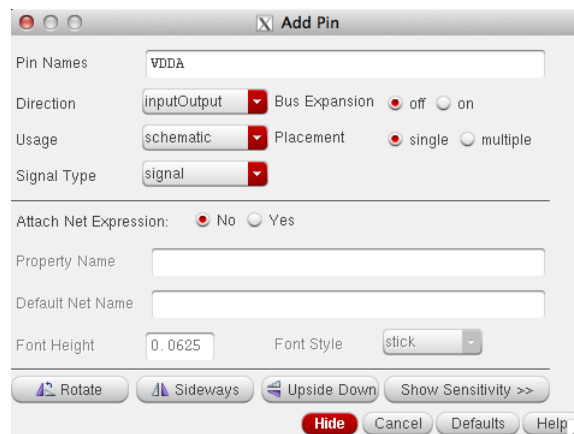 Add Pin
Pin Names VDDA
Direction inputOutput Bus Expansion off on
Usage schematic Placement single multiple
Signal Type signal
Attach Net Expression: No Yes
Property Name
Default Net Name
Font Height 0.0625 Font Style stick
Rotate Sideways Upside Down Show Sensitivity >>
Hide Cancel Defaults Help